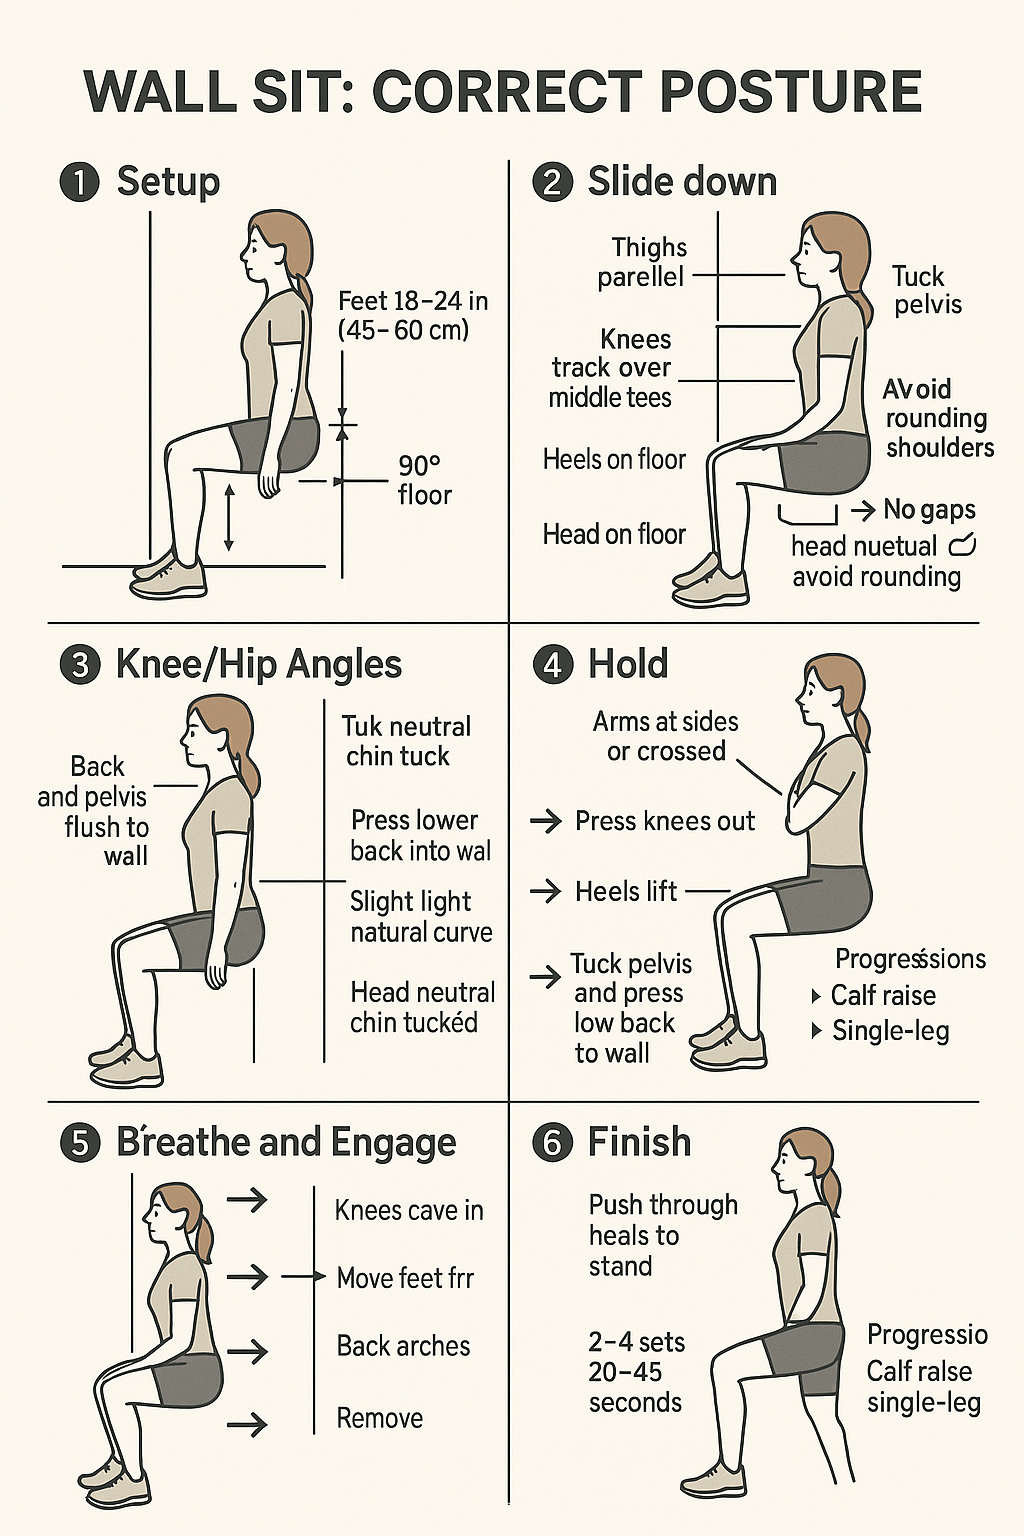 WALL SIT: CORRECT POSTURE
1 Setup
Feet 18–24 in
(45–60 cm)
90°
floor
2 Slide down
Thighs
parellel
Knees
track over
middle tees
Heels on floor
Head on floor
Tuck
pelvis
Avoid
rounding
shoulders
→ No gaps
head nuetual
avoid rounding
3 Knee/Hip Angles
Back
and pelvis
flush to
wall
Tuk neutral
chin tuck
Press lower
back into wal
Slight light
natural curve
Head neutral
chin tuckéd
4 Hold
Arms at sides
or crossed
→ Press knees out
→ Heels lift
→ Tuck pelvis
and press
low back
to wall
Progresśsions
▸ Calf raise
▸ Single-leg
5 B́reathe and Engage
→ Knees cave in
→ Move feet frr
→ Back arches
→ Remove
6 Finish
Push through
heals to
stand
2–4 sets
20–45
seconds
Progressio
Calf ralse
single-leg